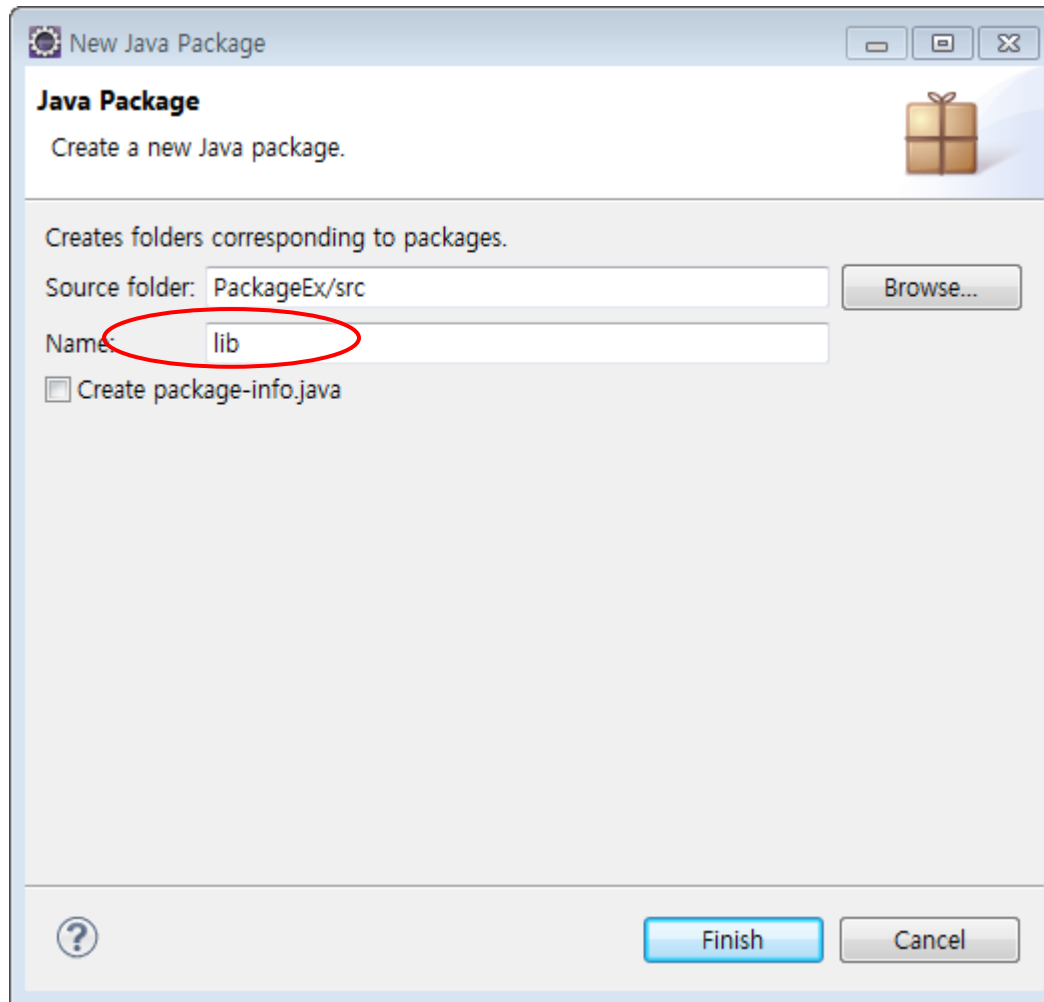 New Java Package
Java Package
Create a new Java package.
Creates folders corresponding to packages.
Source folder: PackageEx/src Browse...
Name: lib
Create package-info.java
? Finish Cancel